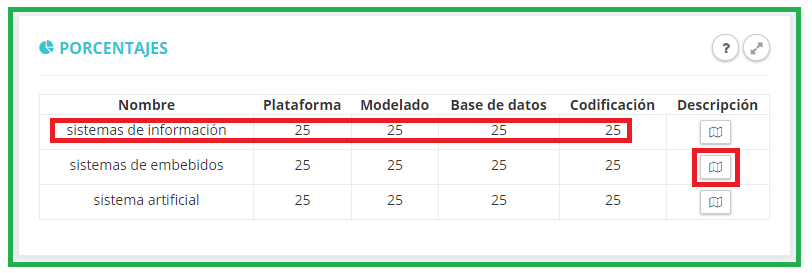 PORCENTAJES
?
Nombre Plataforma Modelado Base de datos Codificación Descripción
sistemas de información 25 25 25 25
sistemas de embebidos 25 25 25 25
sistema artificial 25 25 25 25